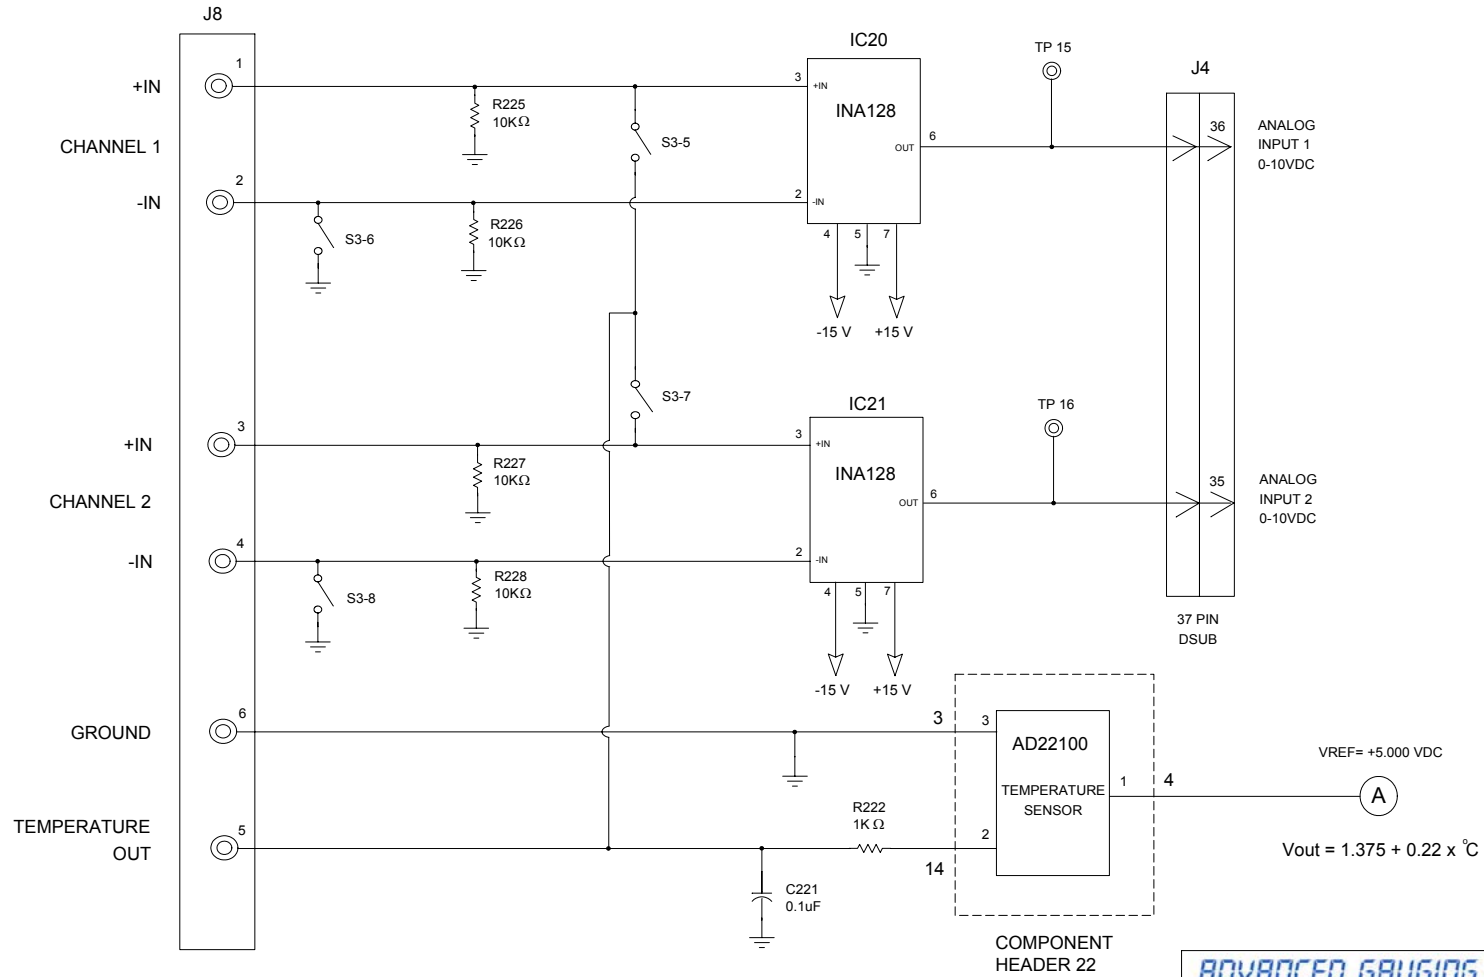 J8
+IN
1
CHANNEL 1
-IN
2
R225
10KΩ
S3-5
R226
10KΩ
S3-6
IC20
3
+IN
INA128
OUT
6
2
-IN
4
5
7
-15 V
+15 V
TP 15
J4
36
ANALOG
INPUT 1
0-10VDC
S3-7
+IN
3
CHANNEL 2
-IN
4
R227
10KΩ
R228
10KΩ
S3-8
IC21
3
+IN
INA128
OUT
6
2
-IN
4
5
7
-15 V
+15 V
TP 16
35
ANALOG
INPUT 2
0-10VDC
37 PIN
DSUB
GROUND
6
3
3
AD22100
TEMPERATURE
SENSOR
1
4
VREF= +5.000 VDC
A
Vout = 1.375 + 0.22 x °C
TEMPERATURE
OUT
5
R222
1K Ω
2
14
C221
0.1uF
COMPONENT
HEADER 22
ADVANCED GAUGING